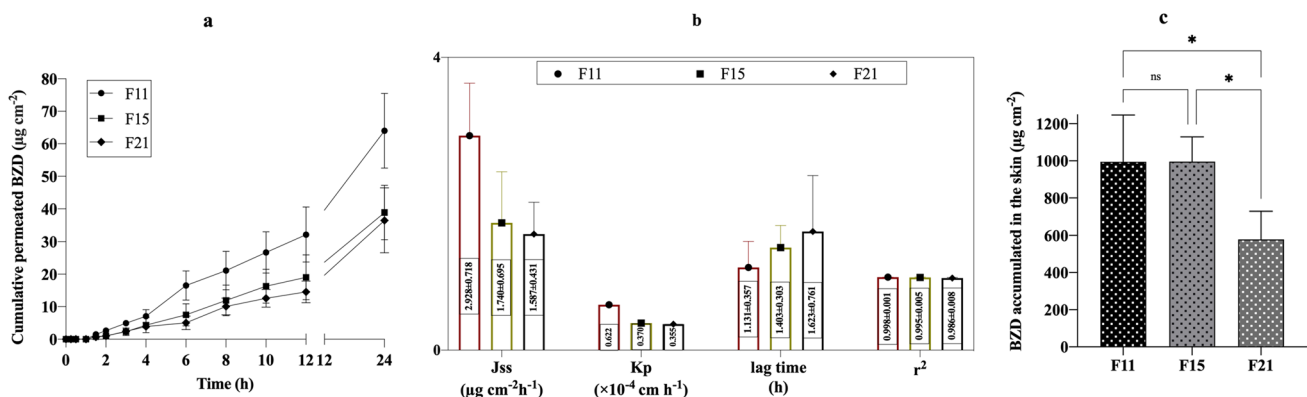 a
Cumulative permeated BZD (µg cm⁻²)
80
70
60
50
40
30
20
10
0
F11
F15
F21
0 2 4 6 8 10 12 12 24
Time (h)
b
4
0
F11 F15 F21
2.928±0.718
1.740±0.695
1.587±0.431
0.622
0.370
0.355
1.131±0.357
1.403±0.303
1.623±0.761
0.998±0.001
0.995±0.005
0.986±0.008
Jss
(µg cm⁻²h⁻¹)
Kp
(×10⁻⁴ cm h⁻¹)
lag time
(h)
r²
c
*
ns
*
BZD accumulated in the skin (µg cm⁻²)
1200
1000
800
600
400
200
0
F11 F15 F21